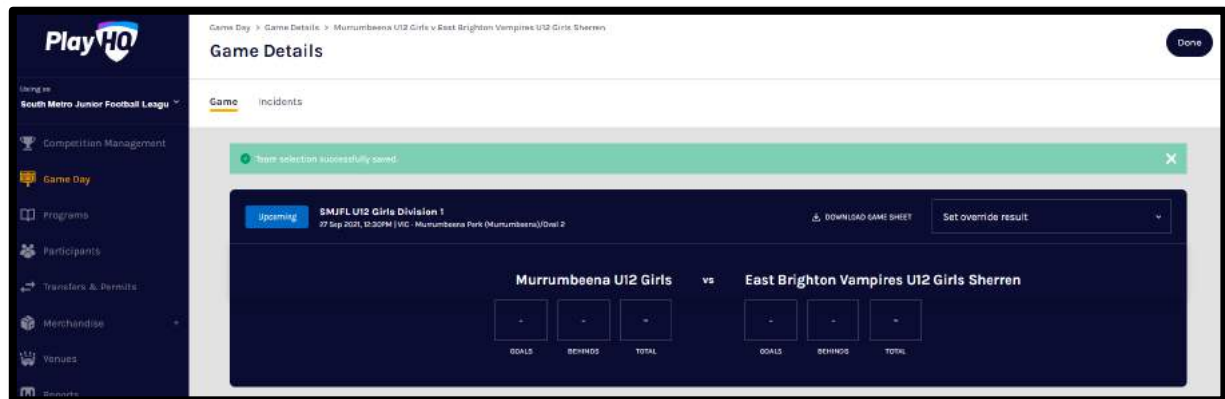 PlayHQ
Game Day > Game Details > Murrumbeena U12 Girls v East Brighton Vampires U12 Girls Sherren
Game Details
Done
Using as
South Metro Junior Football Leagu
Game Incidents
Competition Management
Team selection successfully saved.
Game Day
Programs
Upcoming
SMJFL U12 Girls Division 1
27 Sep 2021, 12:30PM | VIC - Murrumbeena Park (Murrumbeena)/Oval 2
DOWNLOAD GAME SHEET
Set override result
Participants
Transfers & Permits
Murrumbeena U12 Girls vs East Brighton Vampires U12 Girls Sherren
Merchandise +
- - - - - -
Venues
GOALS BEHINDS TOTAL GOALS BEHINDS TOTAL
Reports